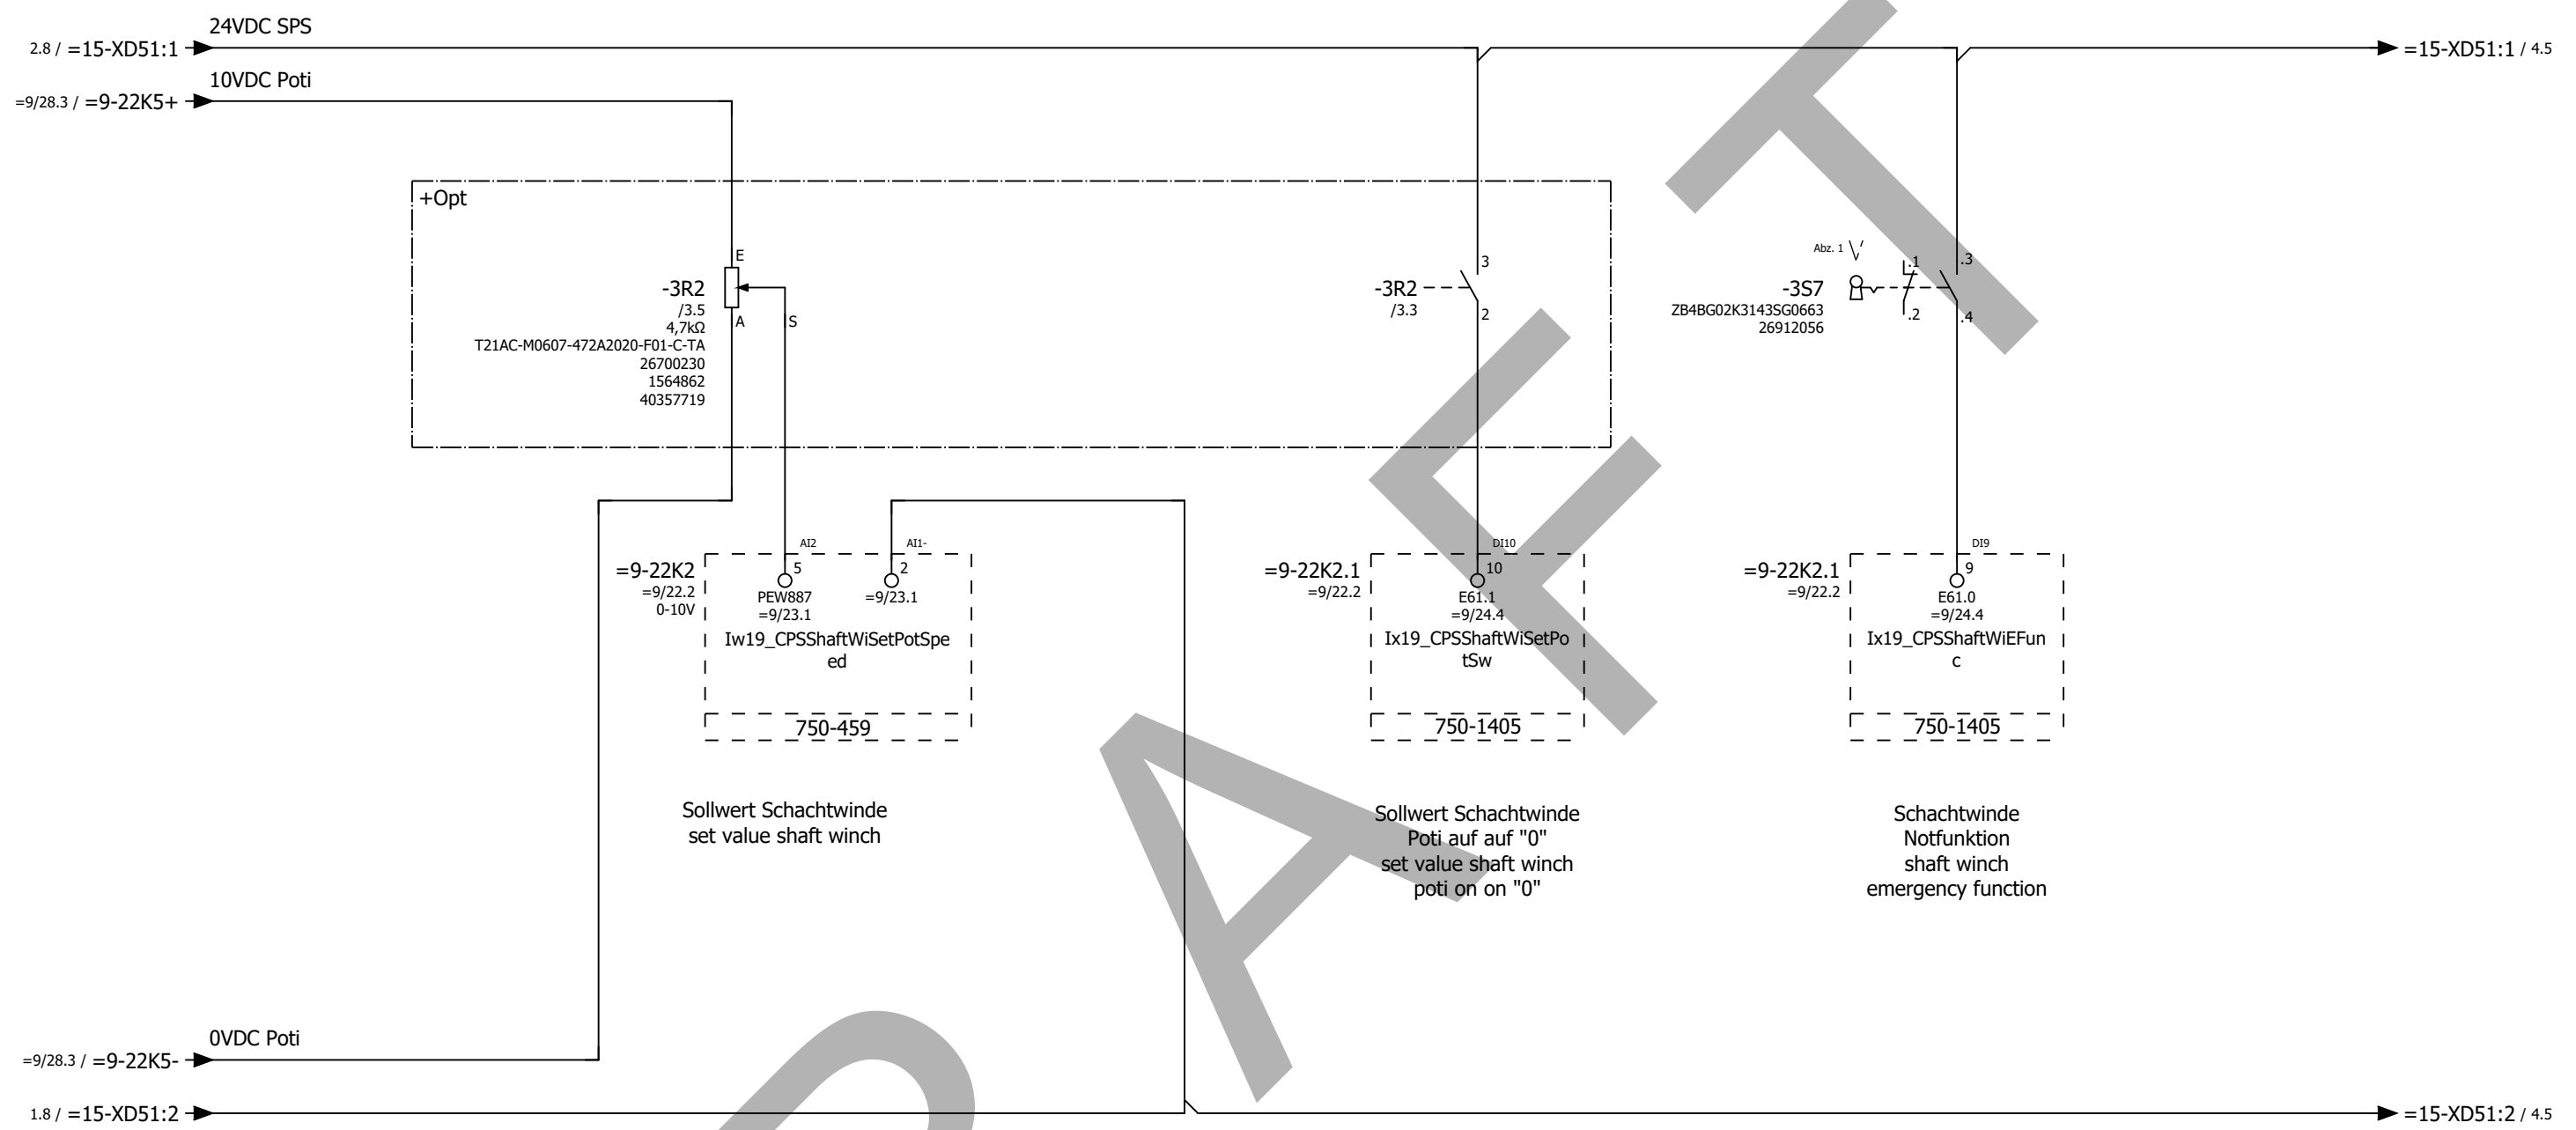 24VDC SPS
2.8 / =15-XD51:1
=15-XD51:1 / 4.5
10VDC Poti
=9/28.3 / =9-22K5+
+Opt
E
-3R2
/3.5
4,7kΩ
T21AC-M0607-472A2020-F01-C-TA
26700230
1564862
40357719
A
S
3
-3R2
/3.3
2
Abz. 1
-3S7
ZB4BG02K3143SG0663
26912056
.1
.2
.3
.4
=9-22K2
=9/22.2
0-10V
AI2
5
PEW887
=9/23.1
AI1-
2
=9/23.1
Iw19_CPSShaftWiSetPotSpe
ed
750-459
Sollwert Schachtwinde
set value shaft winch
=9-22K2.1
=9/22.2
DI10
10
E61.1
=9/24.4
Ix19_CPSShaftWiSetPo
tSw
750-1405
Sollwert Schachtwinde
Poti auf auf "0"
set value shaft winch
poti on on "0"
=9-22K2.1
=9/22.2
DI9
9
E61.0
=9/24.4
Ix19_CPSShaftWiEFun
c
750-1405
Schachtwinde
Notfunktion
shaft winch
emergency function
0VDC Poti
=9/28.3 / =9-22K5-
1.8 / =15-XD51:2
=15-XD51:2 / 4.5